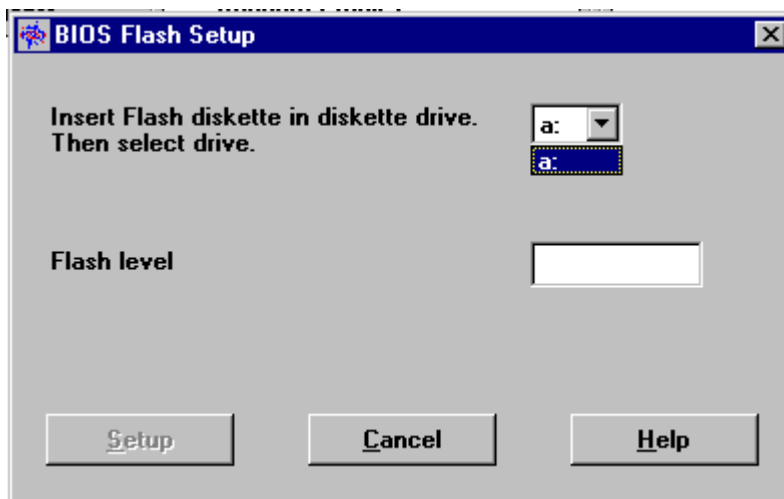 BIOS Flash Setup
Insert Flash diskette in diskette drive.
Then select drive.
a:
a:
Flash level
Setup
Cancel
Help